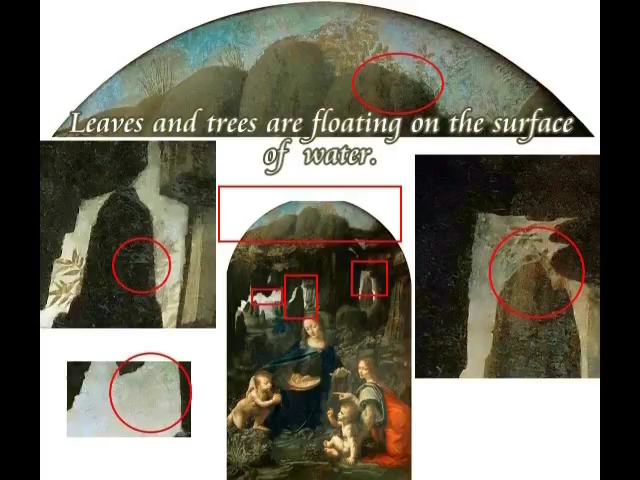 Leaves and trees are floating on the surface
of water.